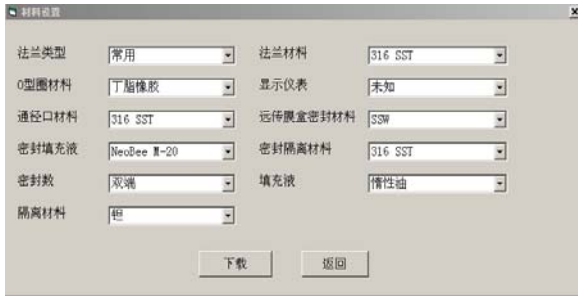 材料设置
法兰类型 常用 法兰材料 316 SST
O型圈材料 丁脂橡胶 显示仪表 未知
通径口材料 316 SST 远传膜盒密封材料 SSW
密封填充液 NeoBee M-20 密封隔离材料 316 SST
密封数 双端 填充液 惰性油
隔离材料 钽
下载 返回